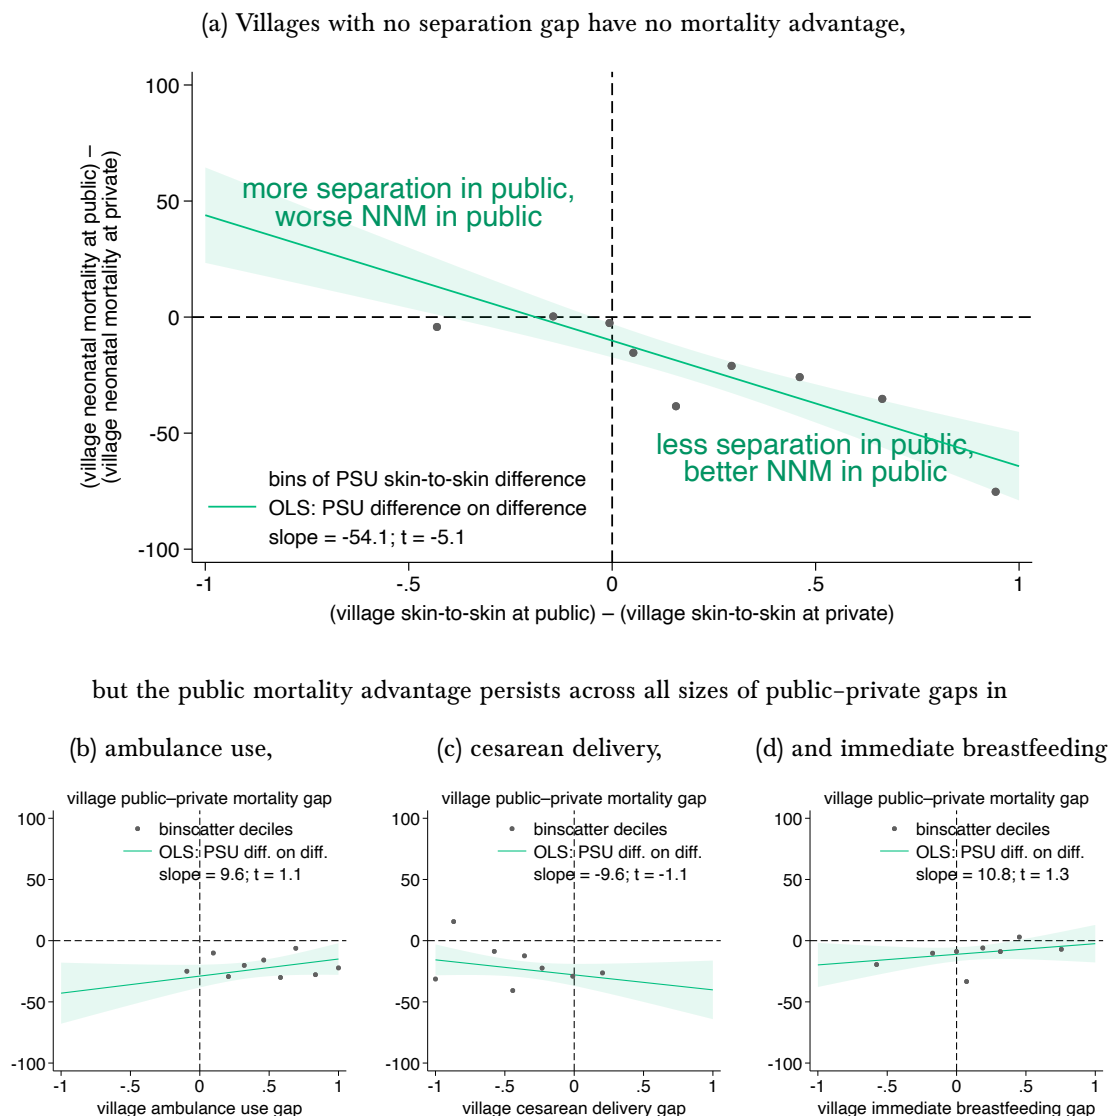 (a) Villages with no separation gap have no mortality advantage,
(village neonatal mortality at public) –
(village neonatal mortality at private)
100
50
0
-50
-100
more separation in public,
worse NNM in public
less separation in public,
better NNM in public
bins of PSU skin-to-skin difference
OLS: PSU difference on difference
slope = -54.1; t = -5.1
-1
-.5
0
.5
1
(village skin-to-skin at public) – (village skin-to-skin at private)
but the public mortality advantage persists across all sizes of public–private gaps in
(b) ambulance use,
village public–private mortality gap
binscatter deciles
OLS: PSU diff. on diff.
slope = 9.6; t = 1.1
100
50
0
-50
-100
-1
-.5
0
.5
1
village ambulance use gap
(c) cesarean delivery,
village public–private mortality gap
binscatter deciles
OLS: PSU diff. on diff.
slope = -9.6; t = -1.1
100
50
0
-50
-100
-1
-.5
0
.5
1
village cesarean delivery gap
(d) and immediate breastfeeding
village public–private mortality gap
binscatter deciles
OLS: PSU diff. on diff.
slope = 10.8; t = 1.3
100
50
0
-50
-100
-1
-.5
0
.5
1
village immediate breastfeeding gap